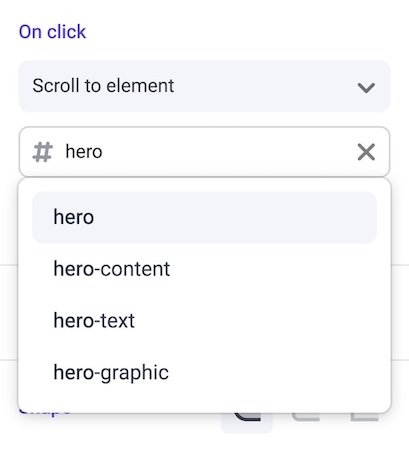 On click
Scroll to element
# hero
hero
hero-content
hero-text
hero-graphic